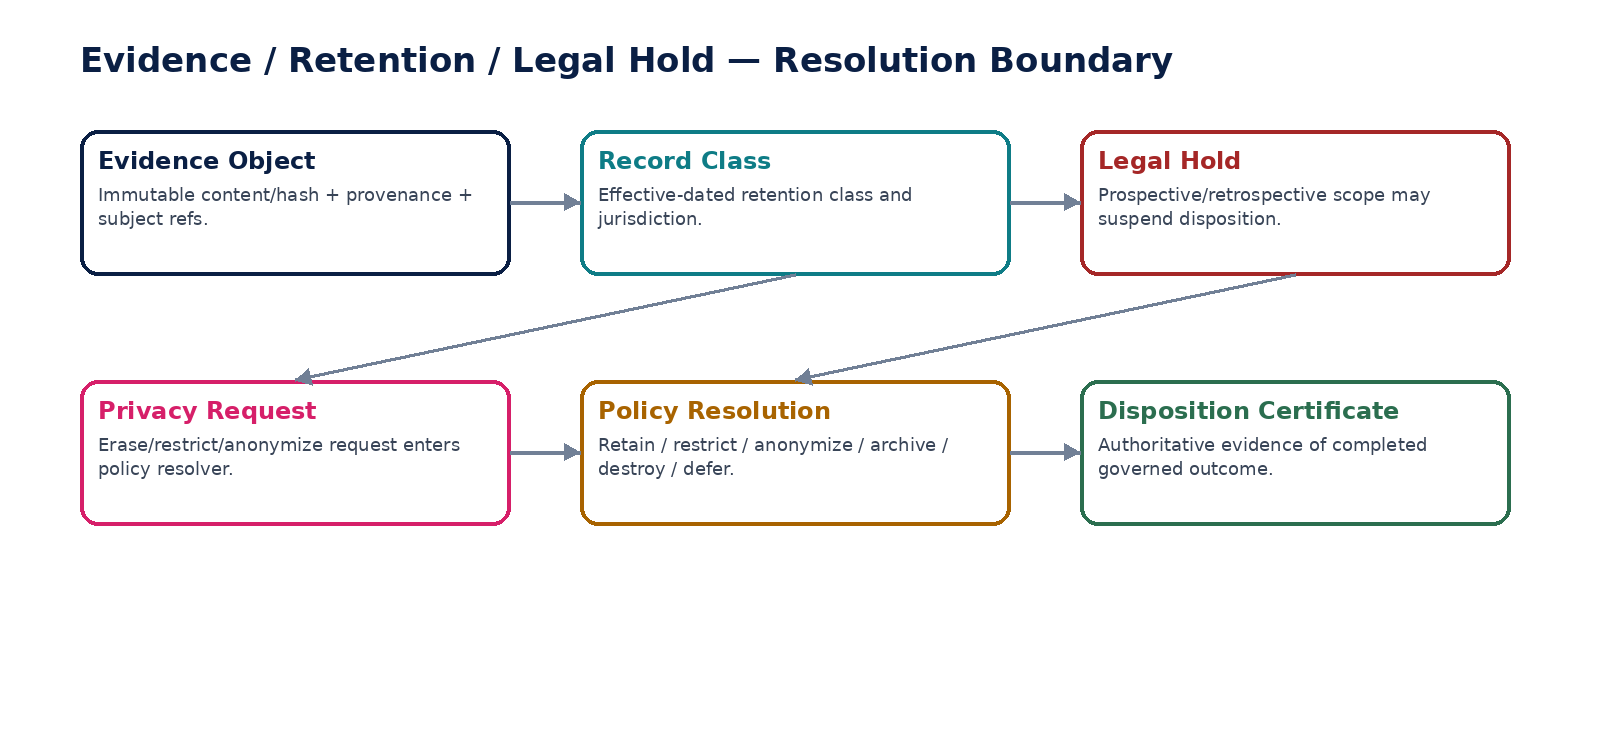 Evidence / Retention / Legal Hold — Resolution Boundary
Evidence Object
Immutable content/hash + provenance +
subject refs.
Record Class
Effective-dated retention class and
jurisdiction.
Legal Hold
Prospective/retrospective scope may
suspend disposition.
Privacy Request
Erase/restrict/anonymize request enters
policy resolver.
Policy Resolution
Retain / restrict / anonymize / archive /
destroy / defer.
Disposition Certificate
Authoritative evidence of completed
governed outcome.